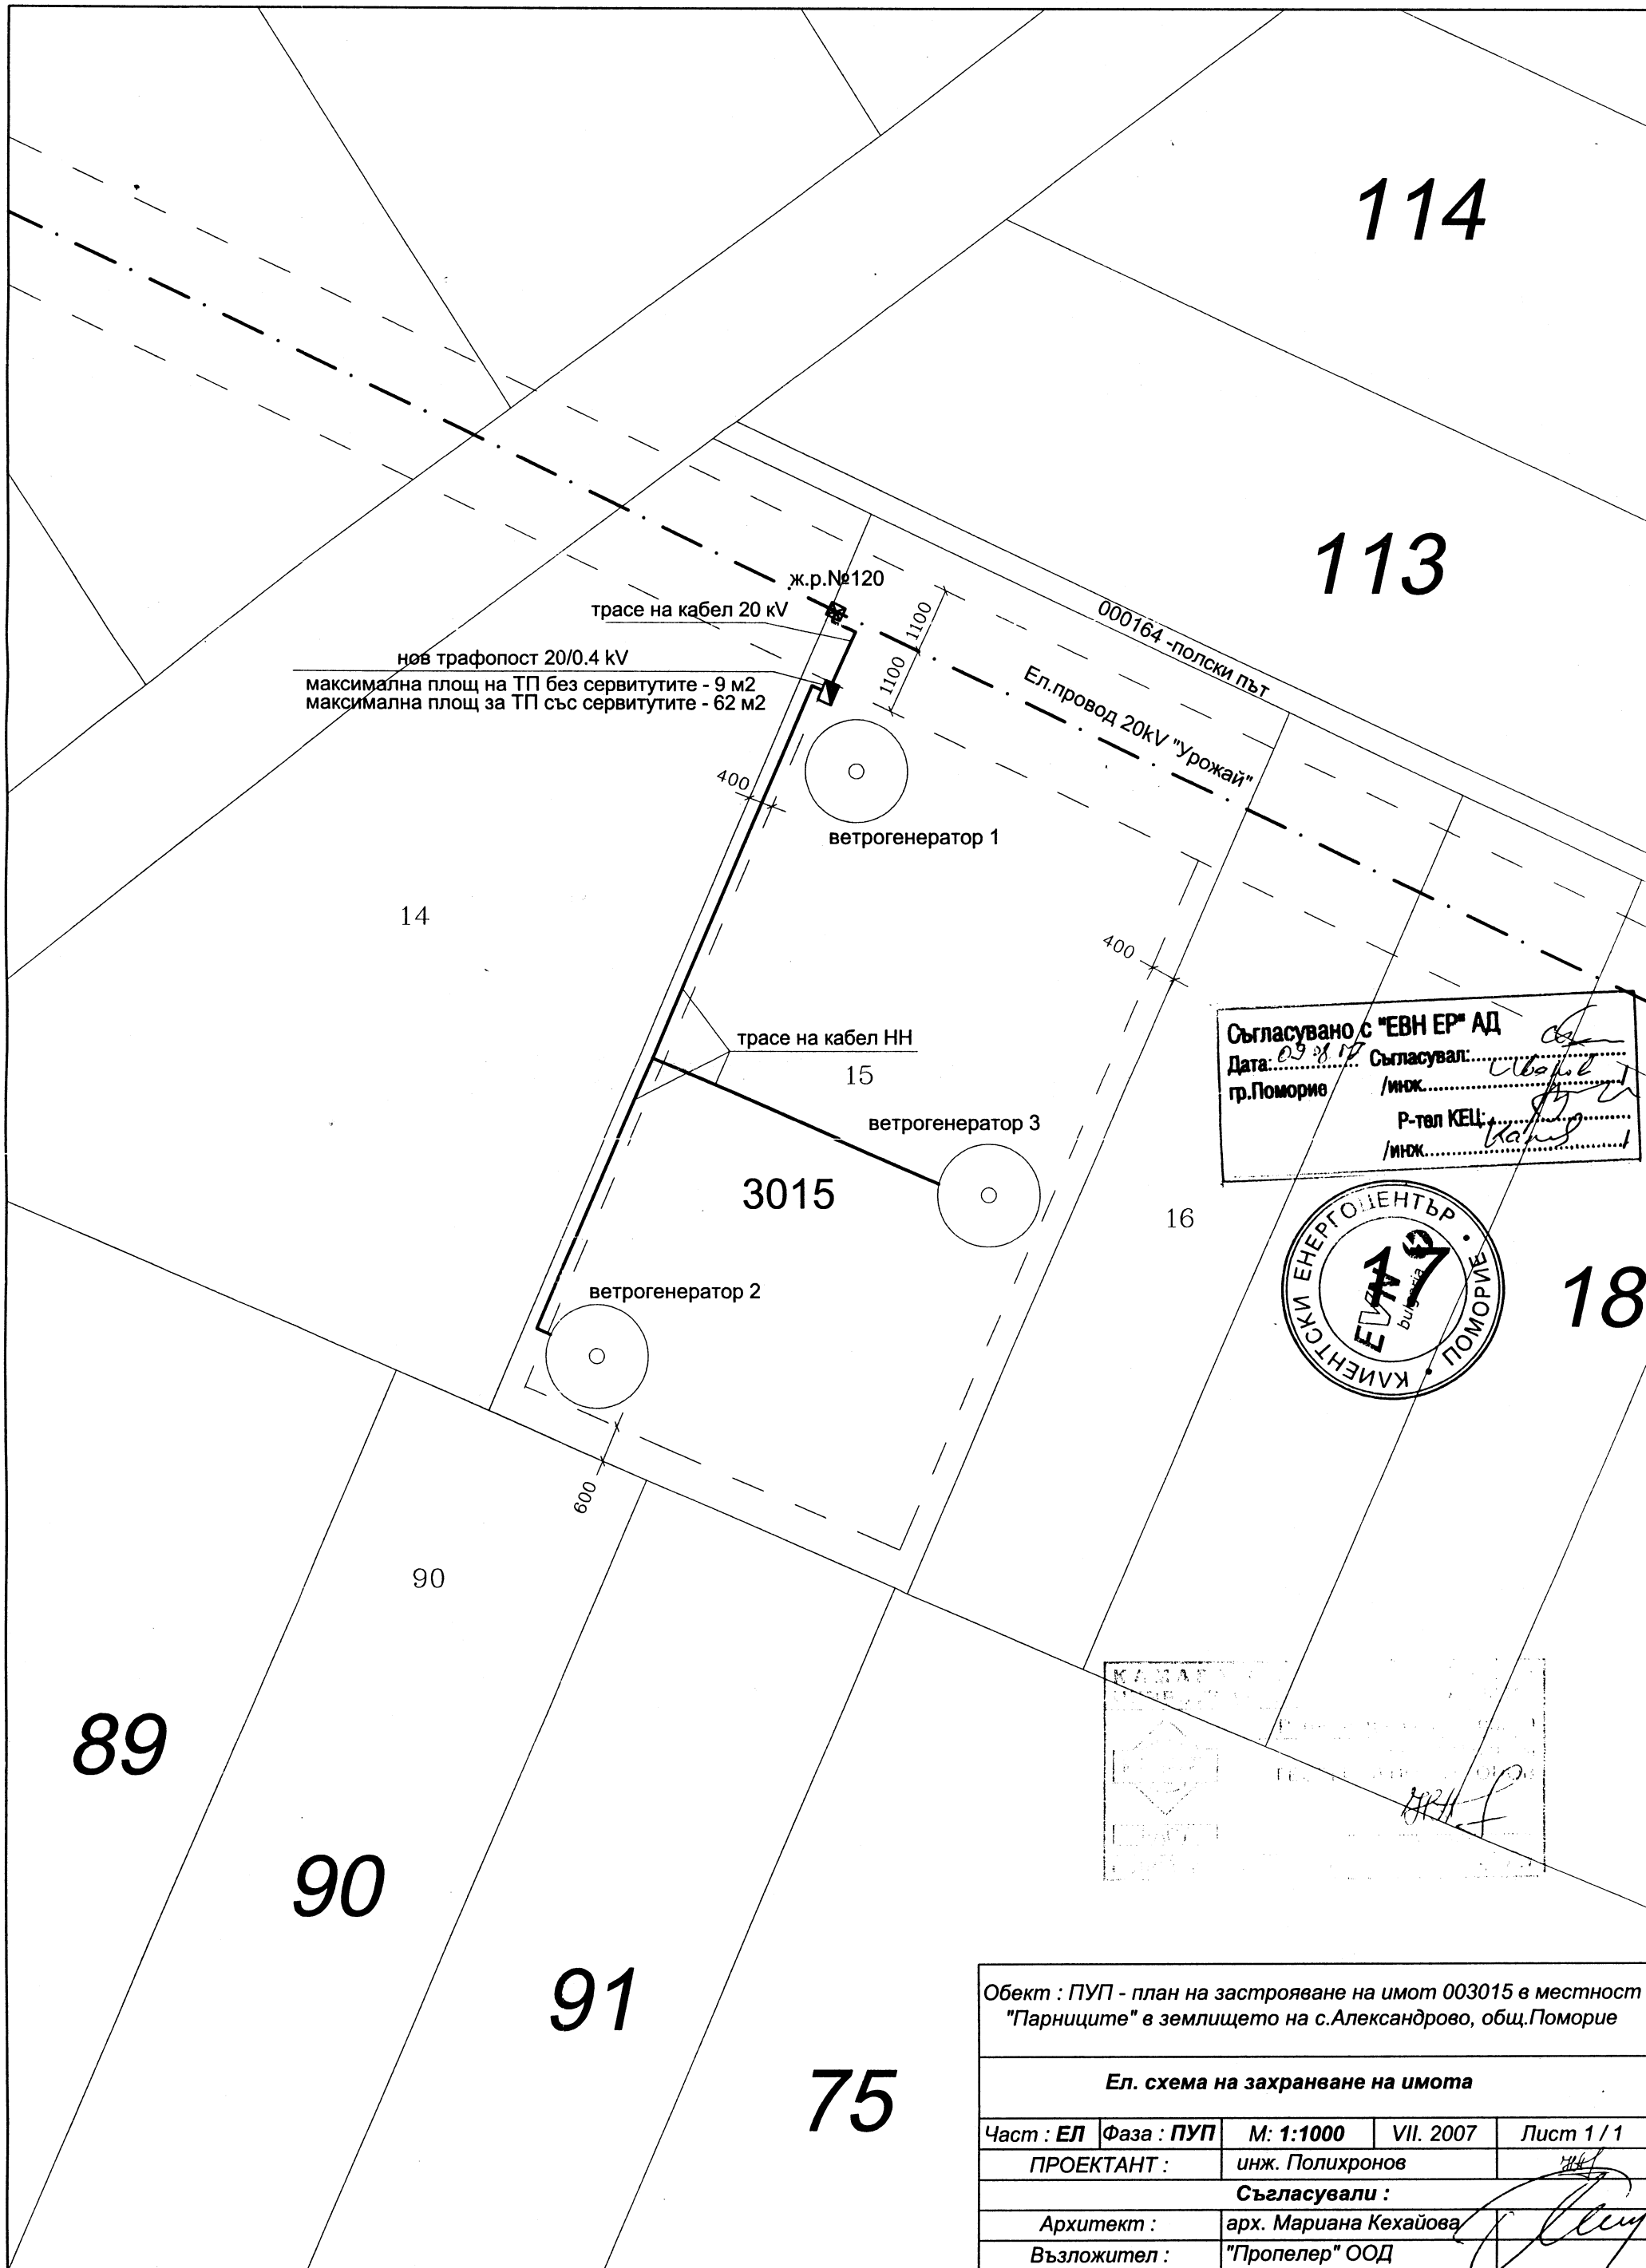 114
113
ж.р.№120
трасе на кабел 20 кV
нов трафопост 20/0.4 kV
максимална площ на ТП без сервитутите - 9 м2
максимална площ за ТП със сервитутите - 62 м2
1100
1100
000164 -полски път
Ел.провод 20kV "Урожай"
ветрогенератор 1
400
14
400
трасе на кабел НН
15
ветрогенератор 3
3015
16
Съгласувано с "ЕВН ЕР" АД
Дата: Съгласувал:
гр.Поморие /инж. /
Р-тел КЕЦ:
/инж. /
КЛИЕНТСКИ ЕНЕРГОЦЕНТЪР • ПОМОРИЕ •
EVN
bulgaria
17
18
ветрогенератор 2
600
90
89
90
91
75
Обект : ПУП - план на застрояване на имот 003015 в местност
"Парниците" в землището на с.Александрово, общ.Поморие
Ел. схема на захранване на имота
Част : ЕЛ Фаза : ПУП М: 1:1000 VII. 2007 Лист 1 / 1
ПРОЕКТАНТ : инж. Полихронов
Съгласували :
Архитект : арх. Мариана Кехайова
Възложител : "Пропелер" ООД